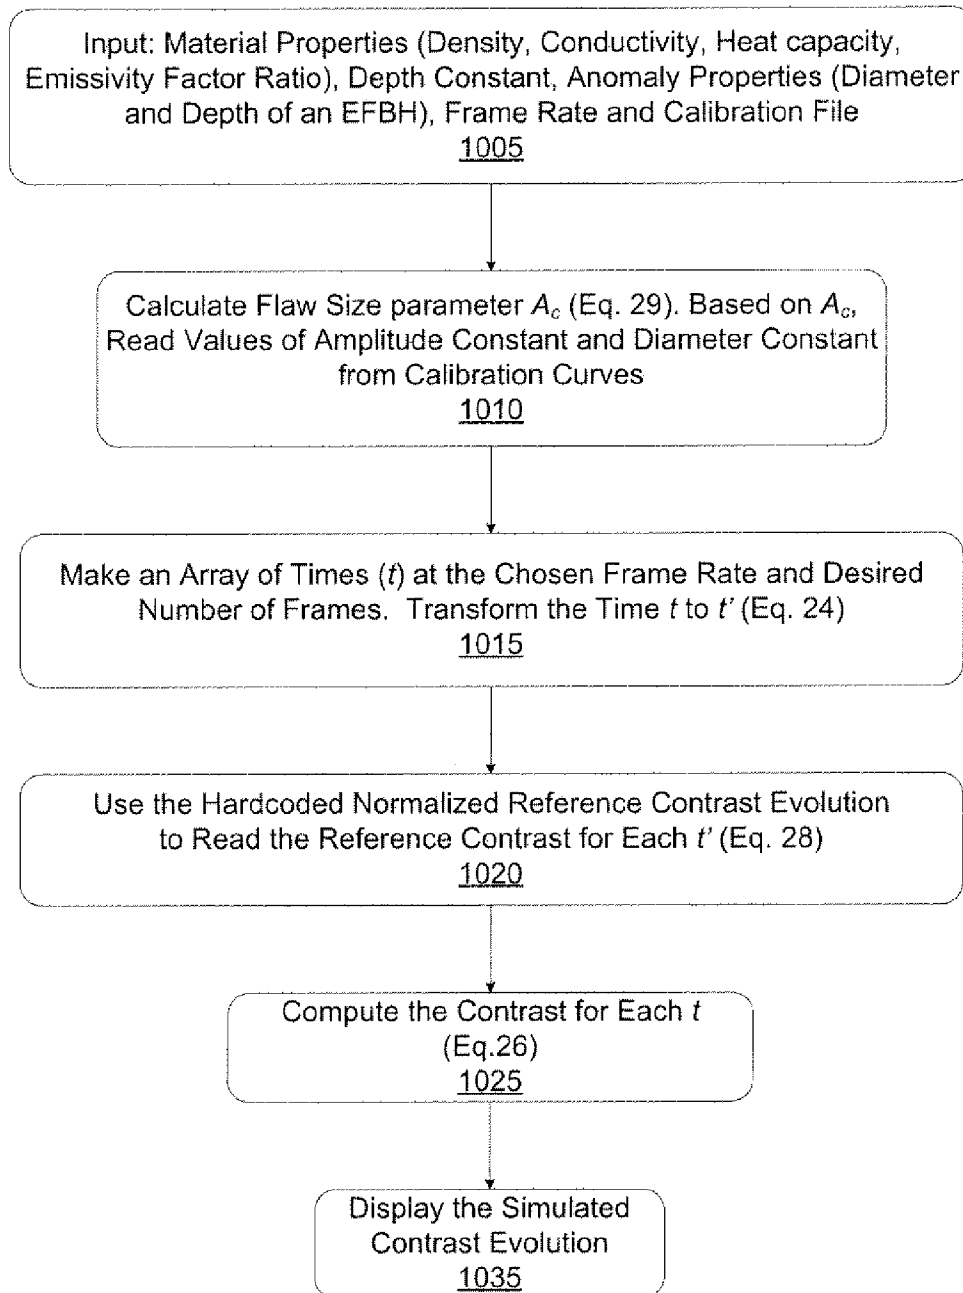 Input: Material Properties (Density, Conductivity, Heat capacity,
Emissivity Factor Ratio), Depth Constant, Anomaly Properties (Diameter
and Depth of an EFBH), Frame Rate and Calibration File
1005
Calculate Flaw Size parameter Ac (Eq. 29). Based on Ac,
Read Values of Amplitude Constant and Diameter Constant
from Calibration Curves
1010
Make an Array of Times (t) at the Chosen Frame Rate and Desired
Number of Frames. Transform the Time t to t' (Eq. 24)
1015
Use the Hardcoded Normalized Reference Contrast Evolution
to Read the Reference Contrast for Each t' (Eq. 28)
1020
Compute the Contrast for Each t
(Eq.26)
1025
Display the Simulated
Contrast Evolution
1035